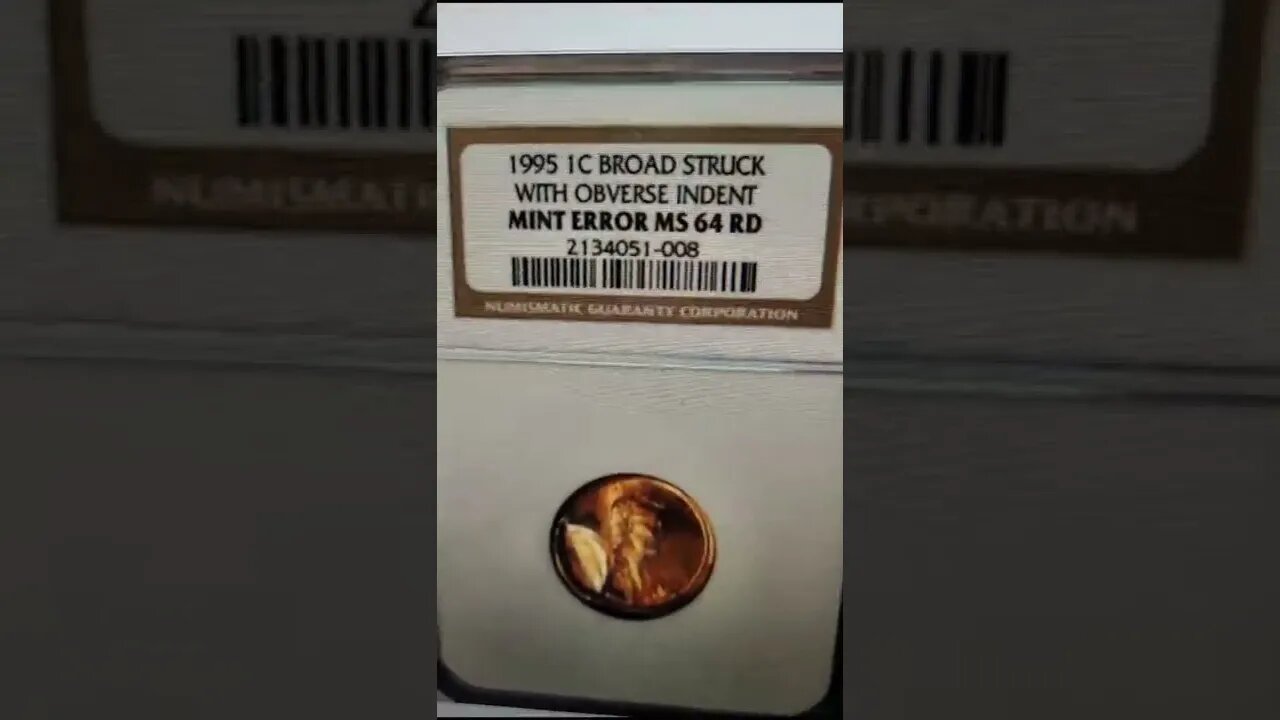 1995 1C BROAD STRUCK
WITH OBVERSE INDENT
MINT ERROR MS 64 RD
2134051-008
NUMISMATIC GUARANTY CORPORATION